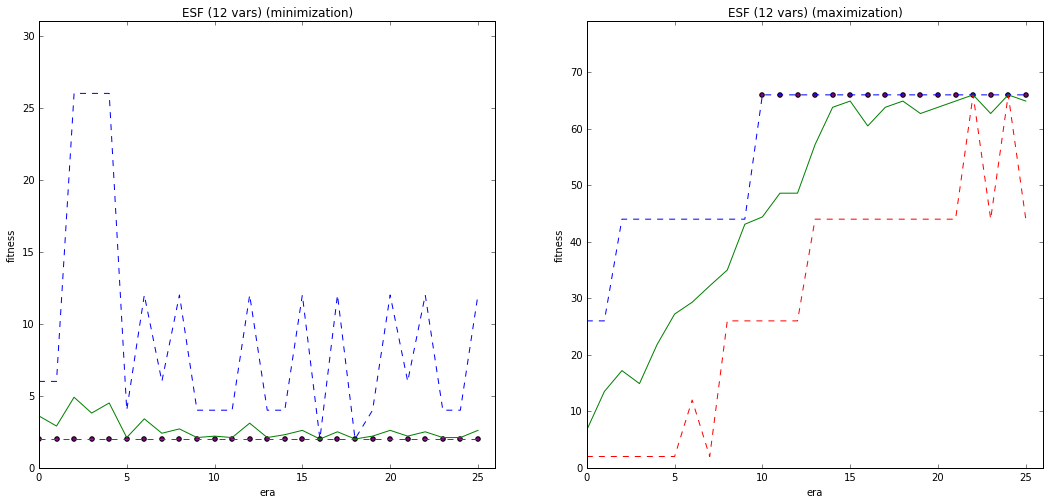 ESF (12 vars) (minimization)
30
25
20
15
10
5
0
fitness
0 5 10 15 20 25
era
ESF (12 vars) (maximization)
70
60
50
40
30
20
10
0
fitness
0 5 10 15 20 25
era